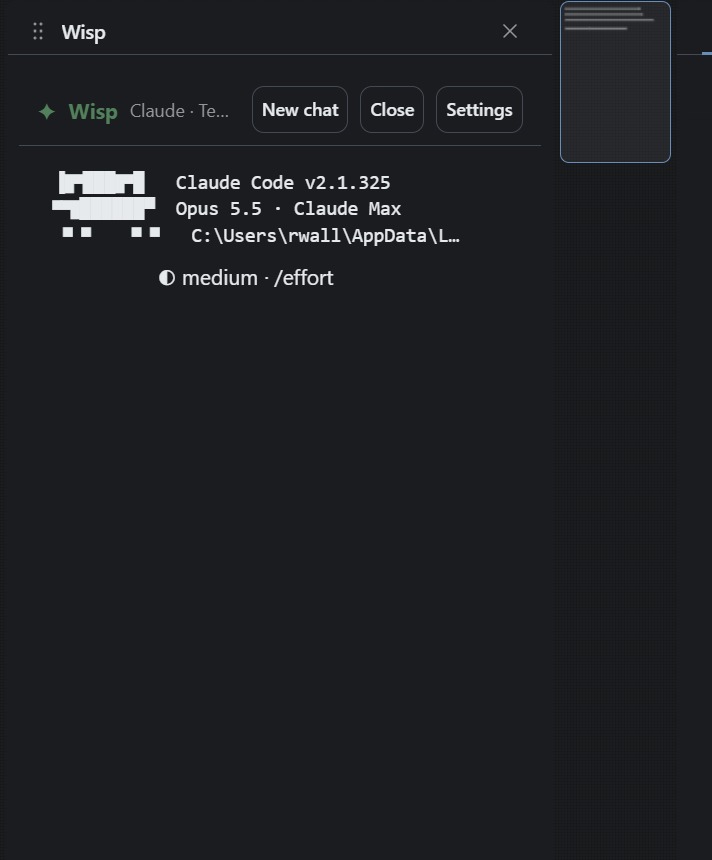 Wisp
Wisp Claude · Te... New chat Close Settings
Claude Code v2.1.325
Opus 5.5 · Claude Max
C:\Users\rwall\AppData\L…
medium · /effort